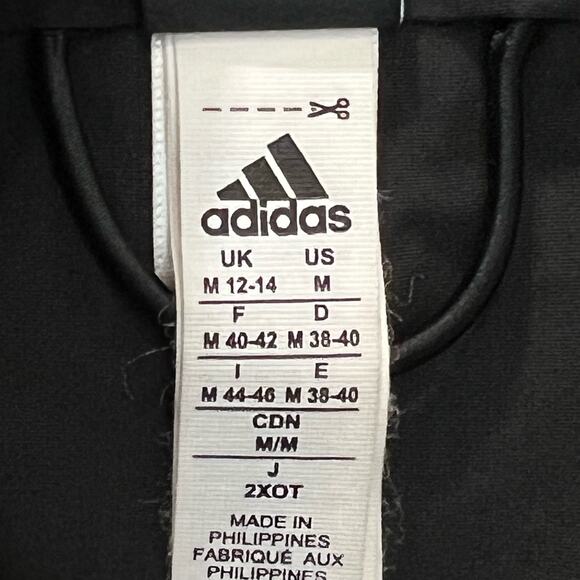 adidas
UK US
M 12-14 M
F D
M 40-42 M 38-40
I E
M 44-46 M 38-40
CDN
M/M
J
2XOT
MADE IN
PHILIPPINES
FABRIQUÉ AUX
PHILIPPINES